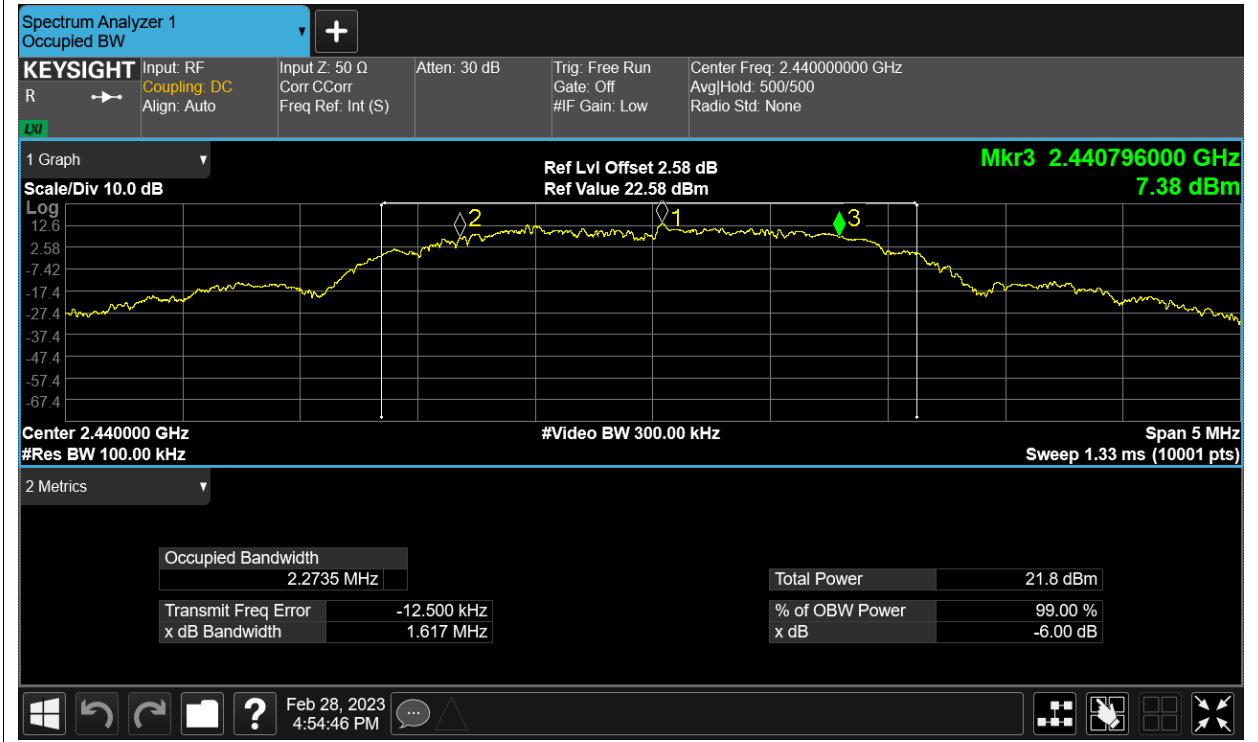 Spectrum Analyzer 1
Occupied BW
KEYSIGHT
R
LXI
Input: RF
Coupling: DC
Align: Auto
Input Z: 50 Ω
Corr CCorr
Freq Ref: Int (S)
Atten: 30 dB
Trig: Free Run
Gate: Off
#IF Gain: Low
Center Freq: 2.440000000 GHz
Avg|Hold: 500/500
Radio Std: None
1 Graph
Scale/Div 10.0 dB
Ref Lvl Offset 2.58 dB
Ref Value 22.58 dBm
Mkr3 2.440796000 GHz
7.38 dBm
Log
12.6
2.58
-7.42
-17.4
-27.4
-37.4
-47.4
-57.4
-67.4
2
1
3
Center 2.440000 GHz
#Video BW 300.00 kHz
Span 5 MHz
#Res BW 100.00 kHz
Sweep 1.33 ms (10001 pts)
2 Metrics
Occupied Bandwidth
2.2735 MHz
Total Power 21.8 dBm
Transmit Freq Error -12.500 kHz
% of OBW Power 99.00 %
x dB Bandwidth 1.617 MHz
x dB -6.00 dB
?
Feb 28, 2023
4:54:46 PM